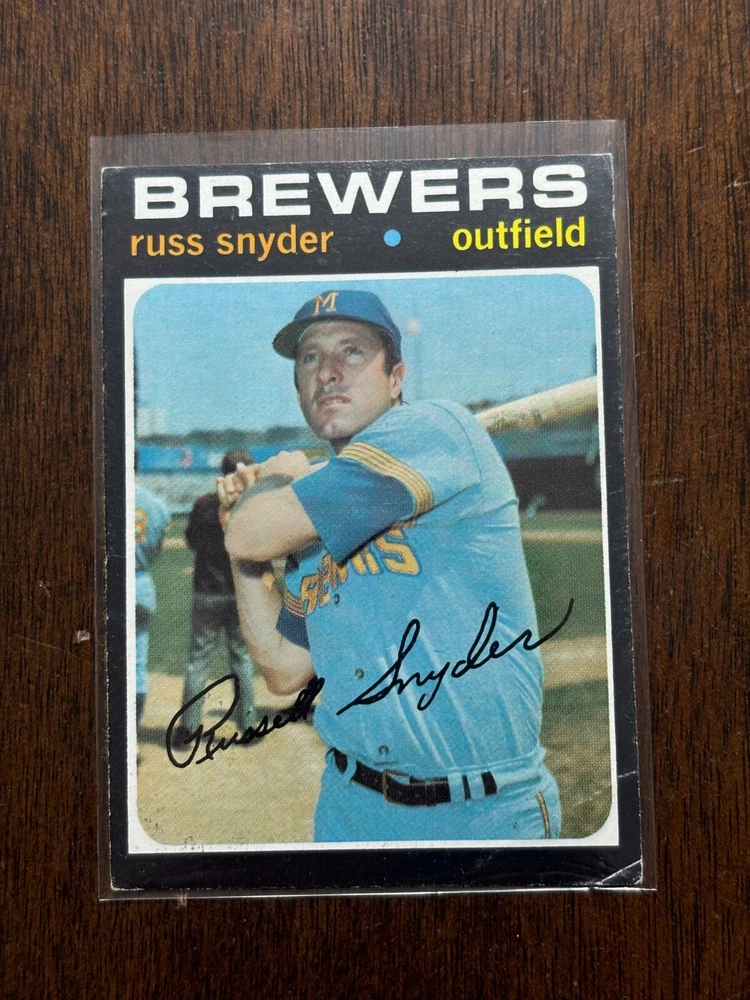 BREWERS
russ snyder • outfield
M
Russell Snyder